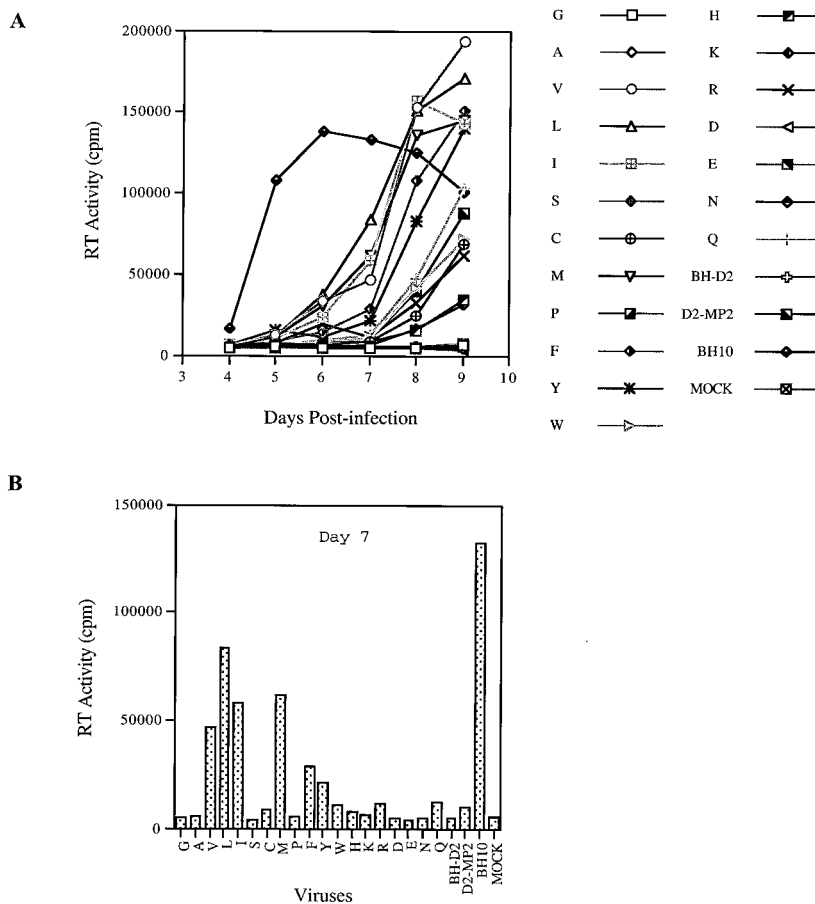 A
RT Activity (cpm)
200000
150000
100000
50000
0
3 4 5 6 7 8 9 10
Days Post-infection
G
A
V
L
I
S
C
M
P
F
Y
W
H
K
R
D
E
N
Q
BH-D2
D2-MP2
BH10
MOCK
B
RT Activity (cpm)
150000
100000
50000
0
Day 7
G A V L I S C M P F Y W H K R D E N Q BH-D2 D2-MP2 BH10 MOCK
Viruses